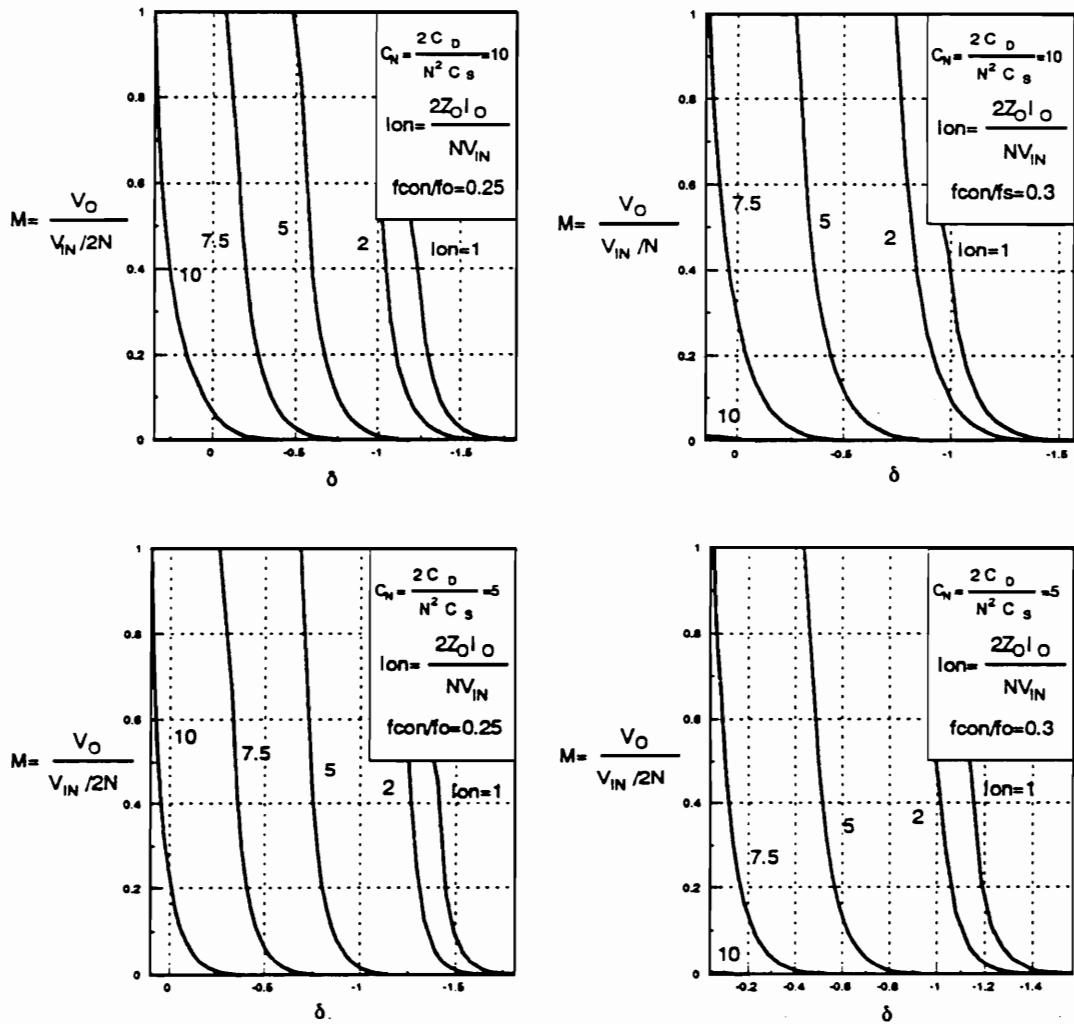 1
0.8
0.6
0.4
0.2
0
M= V_O / V_IN /2N
C_N = 2 C_D / N² C_S =10
Ion= 2Z_O I_O / NV_IN
fcon/fo=0.25
10
7.5
5
2
Ion=1
0 -0.5 -1 -1.5
δ
1
0.8
0.6
0.4
0.2
0
M= V_O / V_IN /N
C_N = 2 C_D / N² C_S =10
Ion= 2Z_O I_O / NV_IN
fcon/fs=0.3
10
7.5
5
2
Ion=1
0 -0.5 -1 -1.5
δ
1
0.8
0.6
0.4
0.2
0
M= V_O / V_IN /2N
C_N = 2 C_D / N² C_S =5
Ion= 2Z_O I_O / NV_IN
fcon/fo=0.25
10
7.5
5
2
Ion=1
0 -0.5 -1 -1.5
δ.
1
0.8
0.6
0.4
0.2
0
M= V_O / V_IN /2N
C_N = 2 C_D / N² C_S =5
Ion= 2Z_O I_O / NV_IN
fcon/fo=0.3
10
7.5
5
2
Ion=1
-0.2 -0.4 -0.6 -0.8 -1 -1.2 -1.4
δ